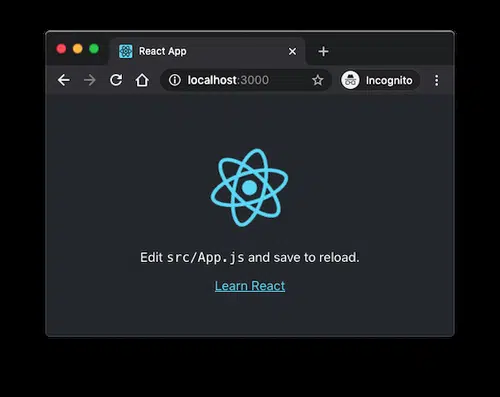 React App
localhost:3000
Incognito
Edit src/App.js and save to reload.
Learn React